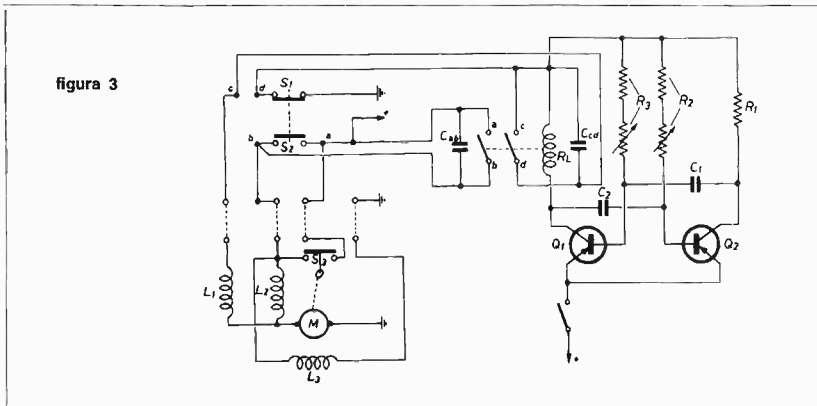 figura 3
c
d
S1
b
S2
a
+
Cab
a
b
c
d
RL
Ccd
R3
R2
R1
C2
C1
Q1
Q2
L1
L2
S3
M
L3
+